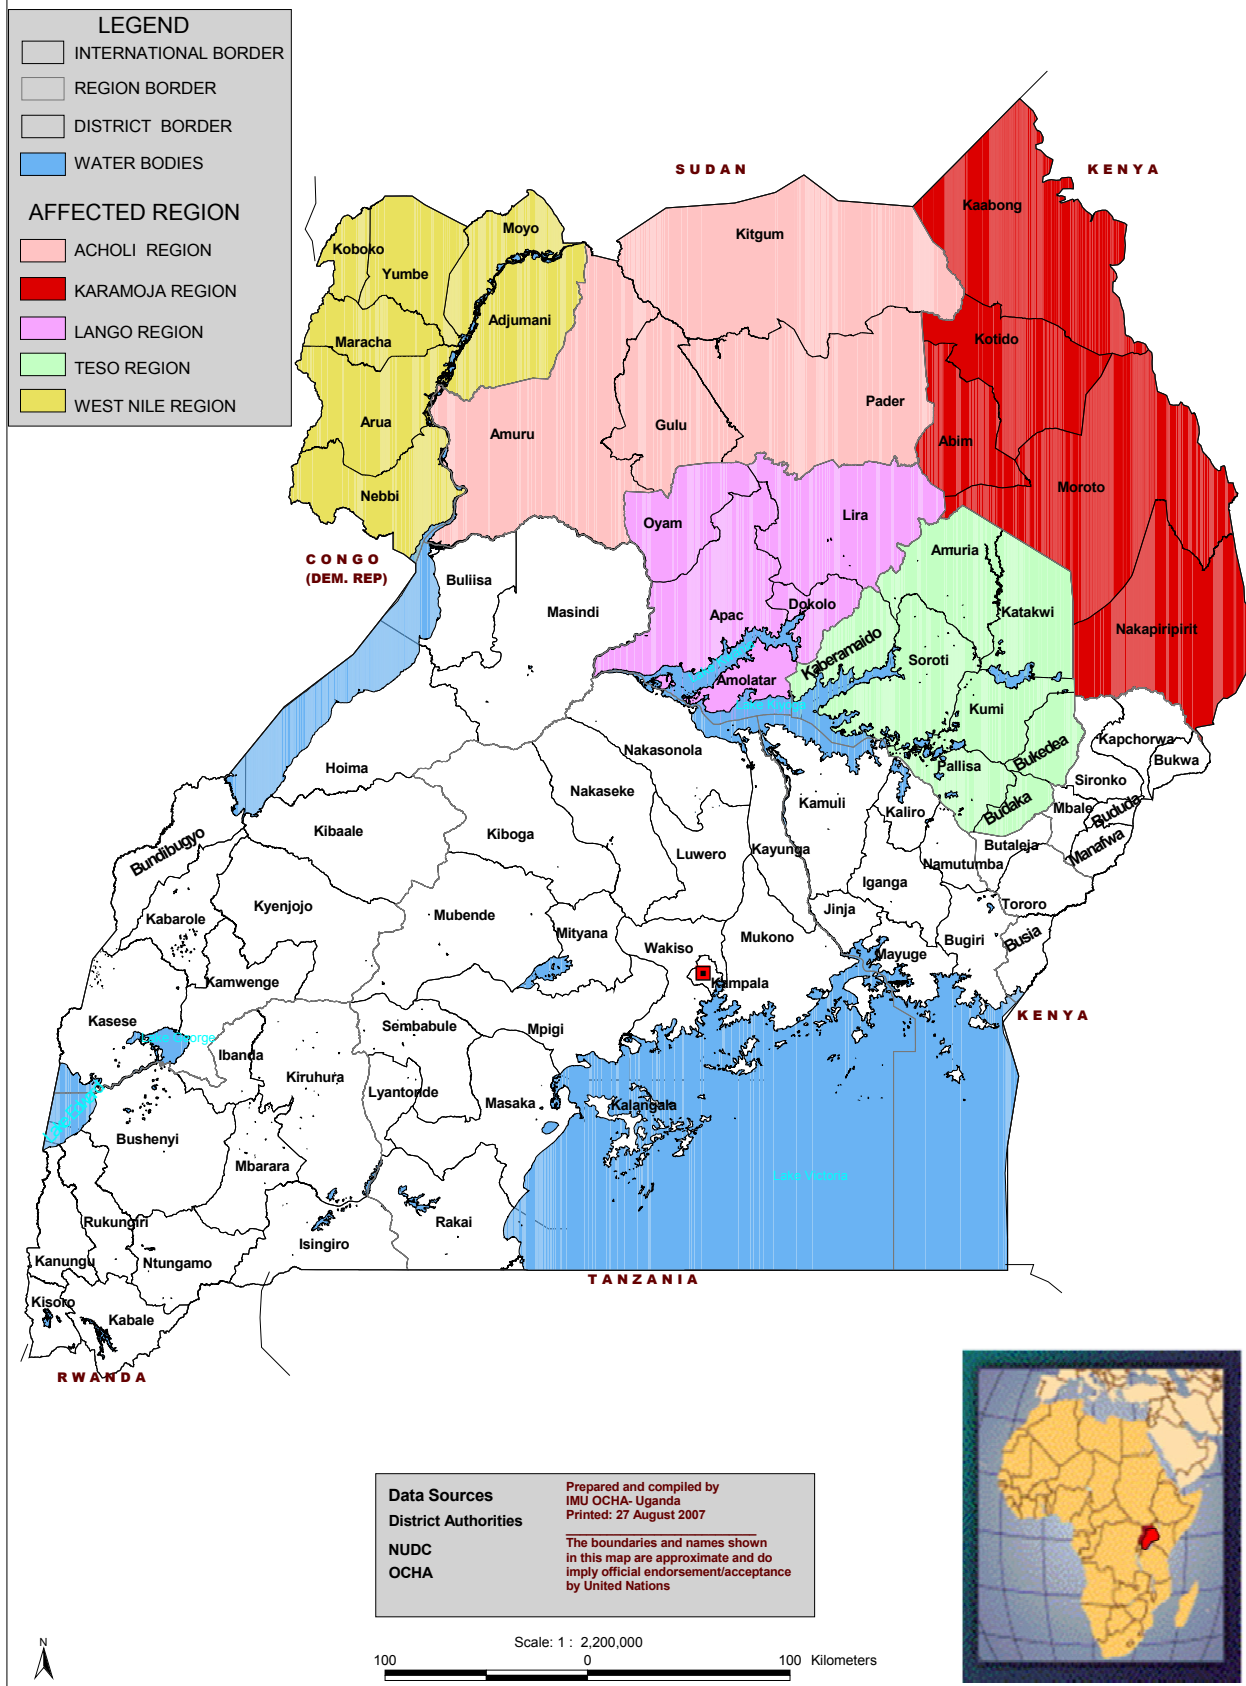 LEGEND
INTERNATIONAL BORDER
REGION BORDER
DISTRICT BORDER
WATER BODIES
AFFECTED REGION
ACHOLI REGION
KARAMOJA REGION
LANGO REGION
TESO REGION
WEST NILE REGION
SUDAN
KENYA
Kaabong
Kitgum
Moyo
Koboko
Yumbe
Adjumani
Maracha
Kotido
Pader
Arua
Gulu
Amuru
Abim
Moroto
Nebbi
Oyam
Lira
CONGO
(DEM. REP)
Amuria
Buliisa
Masindi
Apac
Dokolo
Katakwi
Nakapiripirit
Kaberamaido
Soroti
Amolatar
Kumi
Kapchorwa
Nakasonola
Bukedea
Bukwa
Pallisa
Sironko
Hoima
Nakaseke
Kamuli
Kaliro
Budaka
Mbale
Bududa
Kibaale
Kiboga
Bundibugyo
Luwero
Kayunga
Butaleja
Manafwa
Namutumba
Iganga
Kyenjojo
Kabarole
Mubende
Jinja
Tororo
Mityana
Wakiso
Mukono
Bugiri
Busia
Mayuge
Kamwenge
Kampala
KENYA
Kasese
Sembabule
Mpigi
Lake George
Ibanda
Kiruhura
Lyantonde
Masaka
Kalangala
Bushenyi
Mbarara
Lake Victoria
Rukungiri
Rakai
Isingiro
Kanungu
Ntungamo
TANZANIA
Kisoro
Kabale
RWANDA
Data Sources
District Authorities
NUDC
OCHA
Prepared and compiled by
IMU OCHA- Uganda
Printed: 27 August 2007
The boundaries and names shown
in this map are approximate and do
imply official endorsement/acceptance
by United Nations
N
Scale: 1 : 2,200,000
100 0 100 Kilometers